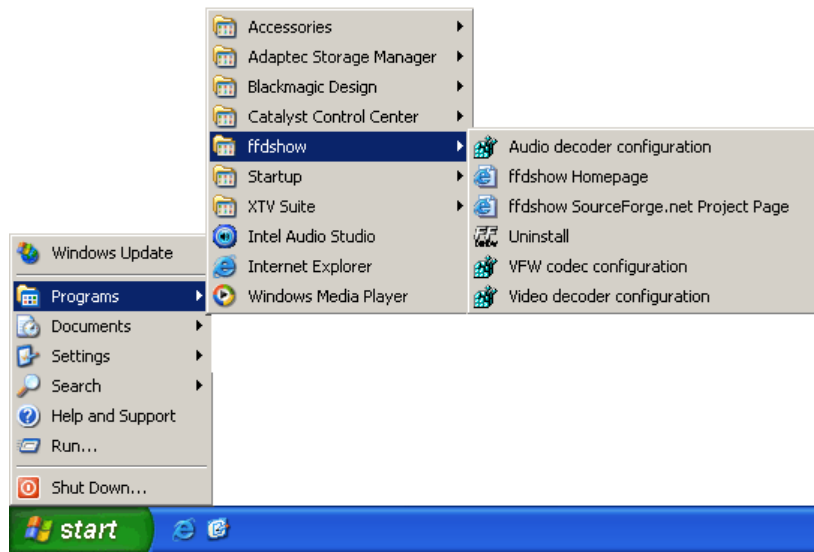 Accessories
Adaptec Storage Manager
Blackmagic Design
Catalyst Control Center
ffdshow
Startup
XTV Suite
Intel Audio Studio
Internet Explorer
Windows Media Player
Audio decoder configuration
ffdshow Homepage
ffdshow SourceForge.net Project Page
Uninstall
VFW codec configuration
Video decoder configuration
Windows Update
Programs
Documents
Settings
Search
Help and Support
Run...
Shut Down...
start